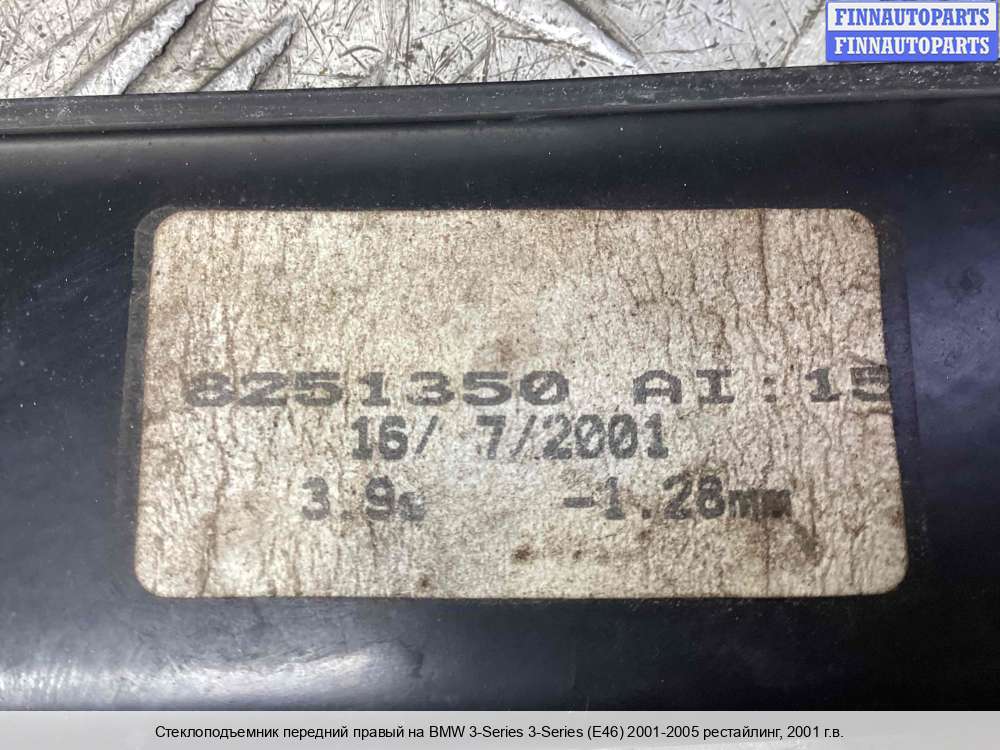 FINNAUTOPARTS
FINNAUTOPARTS
8251350 AI:15
16/ 7/2001
3.9s -1.28mm
Стеклоподъемник передний правый на BMW 3-Series 3-Series (E46) 2001-2005 рестайлинг, 2001 г.в.